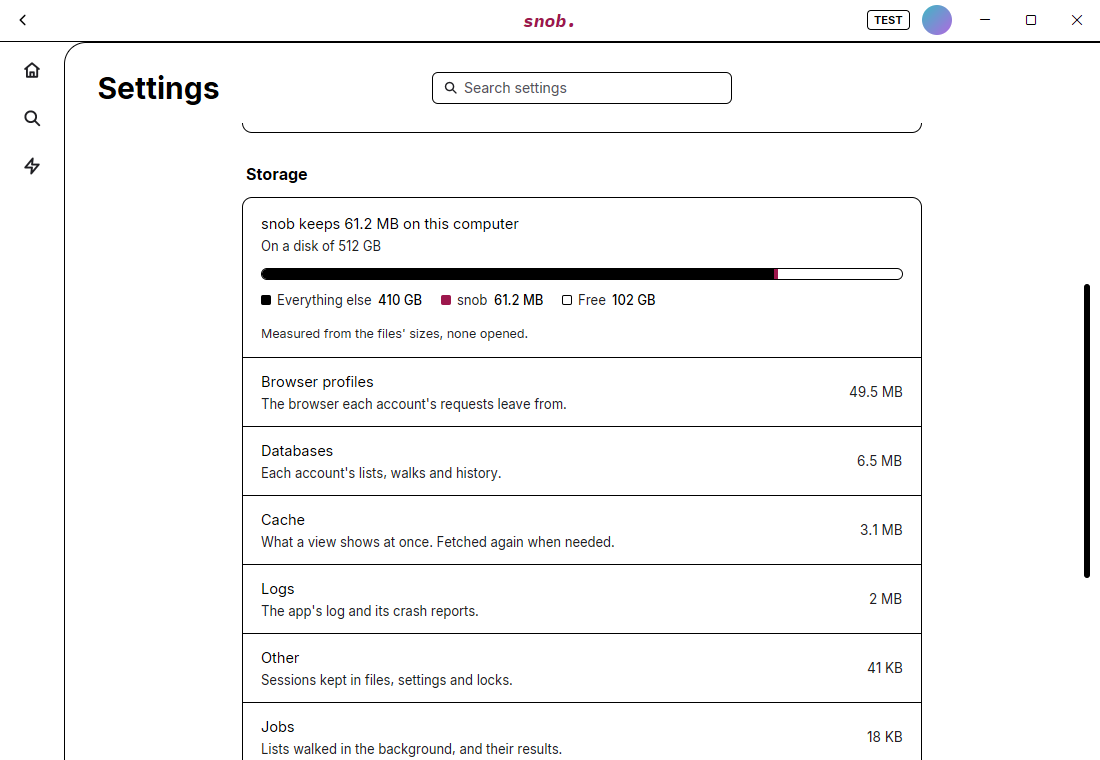 snob.
TEST
Settings
Search settings
Storage
snob keeps 61.2 MB on this computer
On a disk of 512 GB
Everything else 410 GB snob 61.2 MB Free 102 GB
Measured from the files' sizes, none opened.
Browser profiles
The browser each account's requests leave from.
49.5 MB
Databases
Each account's lists, walks and history.
6.5 MB
Cache
What a view shows at once. Fetched again when needed.
3.1 MB
Logs
The app's log and its crash reports.
2 MB
Other
Sessions kept in files, settings and locks.
41 KB
Jobs
Lists walked in the background, and their results.
18 KB